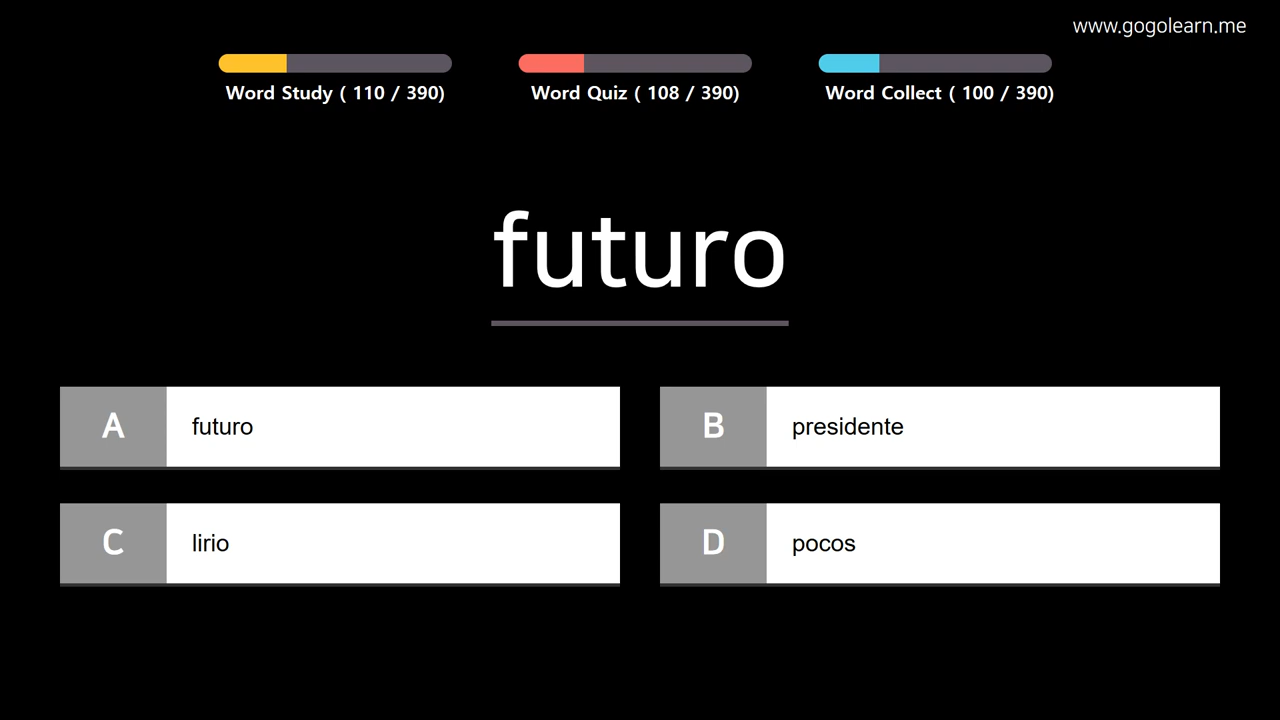 www.gogolearn.me
Word Study ( 110 / 390)
Word Quiz ( 108 / 390)
Word Collect ( 100 / 390)
futuro
A futuro
B presidente
C lirio
D pocos